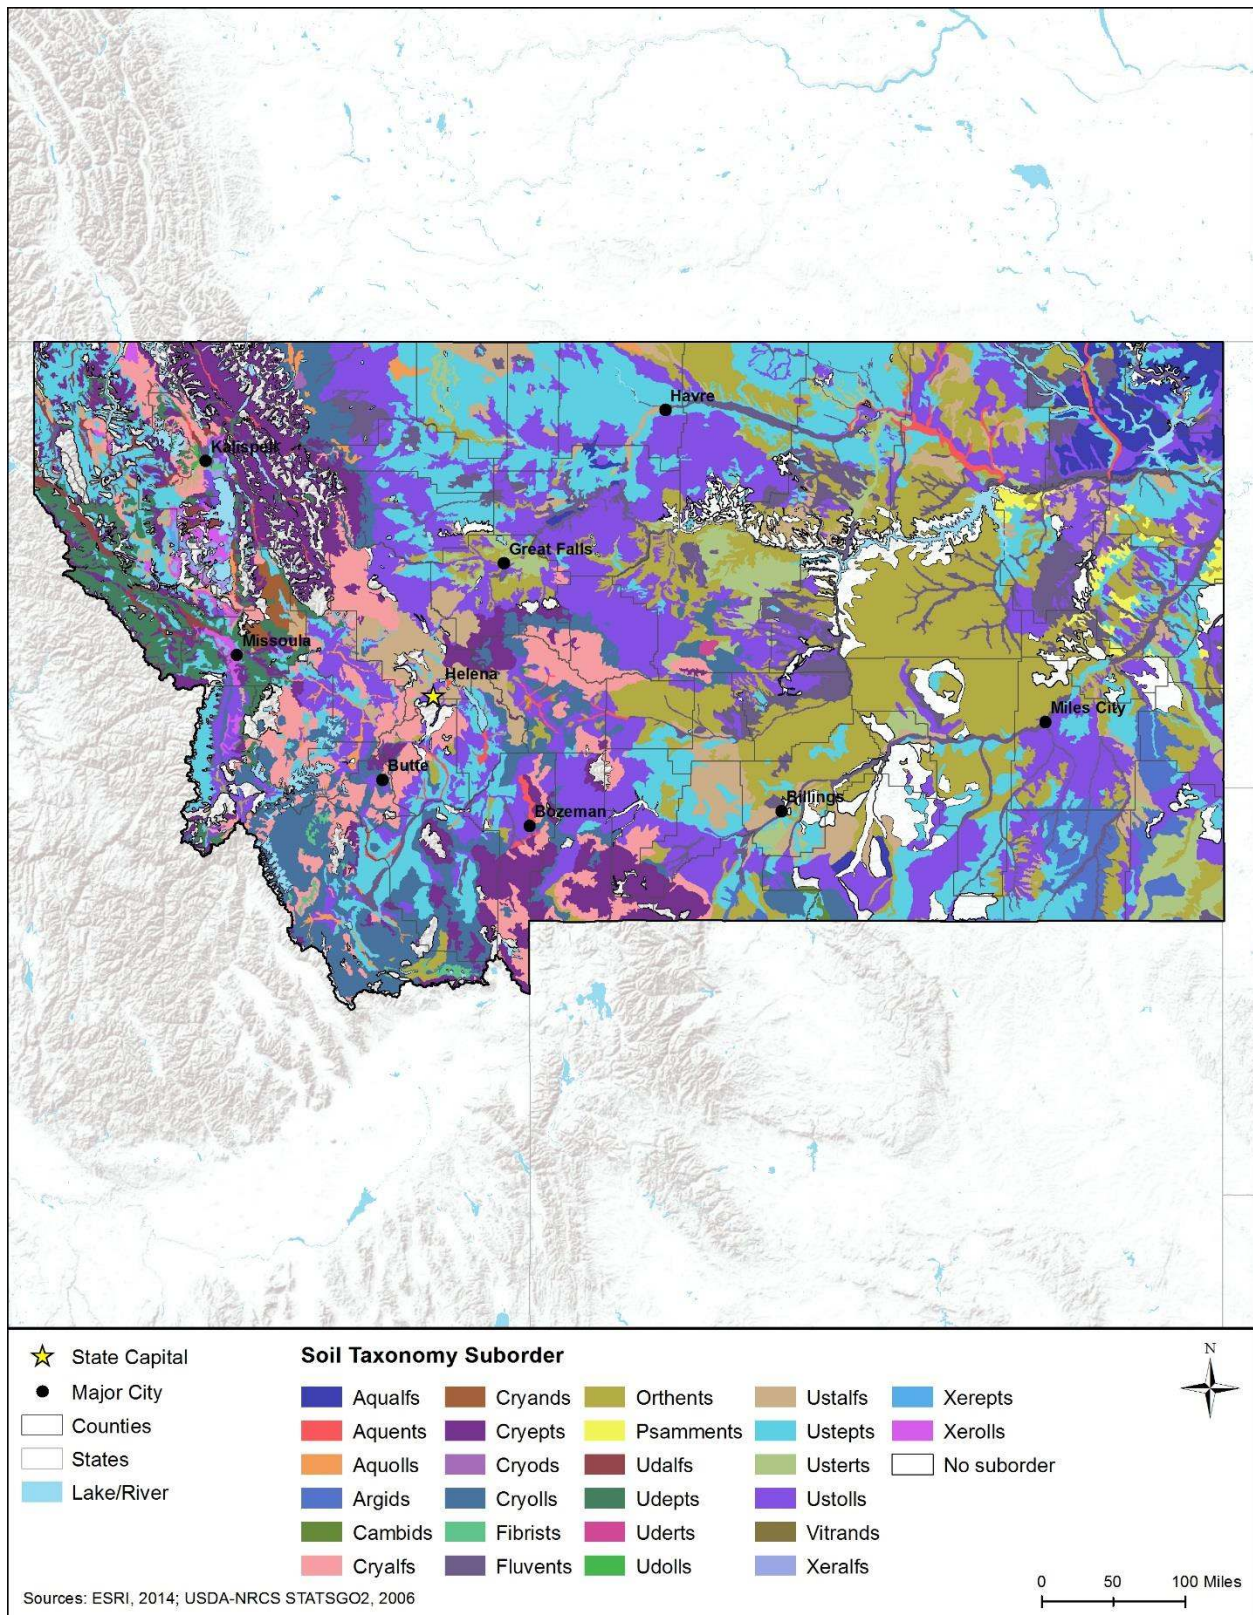 Havre
Kalispell
Great Falls
Missoula
Helena
Miles City
Butte
Billings
Bozeman
State Capital
Major City
Counties
States
Lake/River
Soil Taxonomy Suborder
Aqualfs
Aquents
Aquolls
Argids
Cambids
Cryalfs
Cryands
Cryepts
Cryods
Cryolls
Fibrists
Fluvents
Orthents
Psamments
Udalfs
Udepts
Uderts
Udolls
Ustalfs
Ustepts
Usterts
Ustolls
Vitrands
Xeralfs
Xerepts
Xerolls
No suborder
N
0 50 100 Miles
Sources: ESRI, 2014; USDA-NRCS STATSGO2, 2006